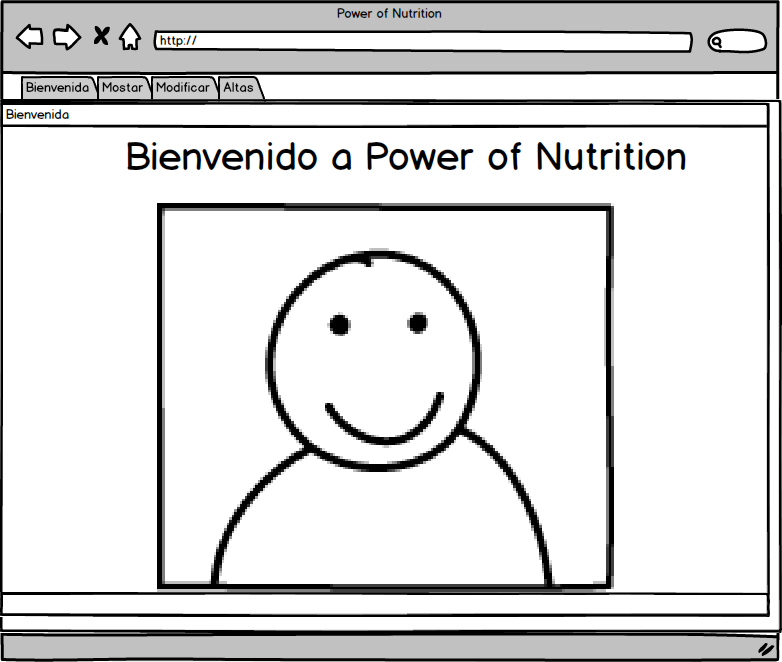 Power of Nutrition
http://
Bienvenida Mostar Modificar Altas
Bienvenida
Bienvenido a Power of Nutrition